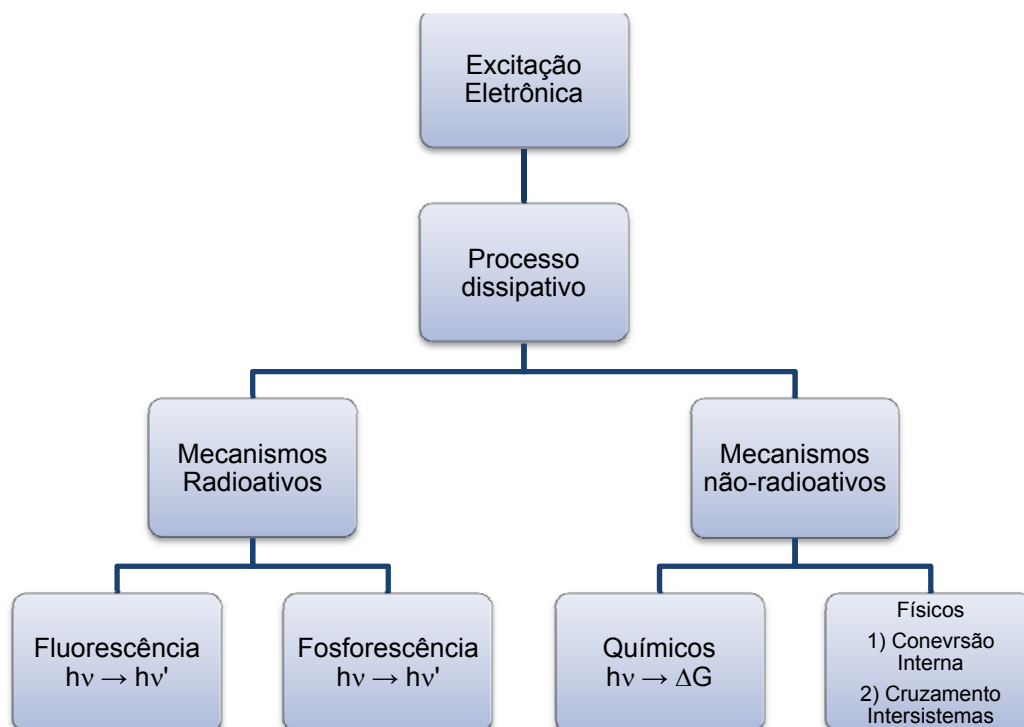 Excitação
Eletrônica
Processo
dissipativo
Mecanismos
Radioativos
Mecanismos
não-radioativos
Fluorescência
hν → hν'
Fosforescência
hν → hν'
Químicos
hν → ΔG
Físicos
1) Conevrsão
Interna
2) Cruzamento
Intersistemas